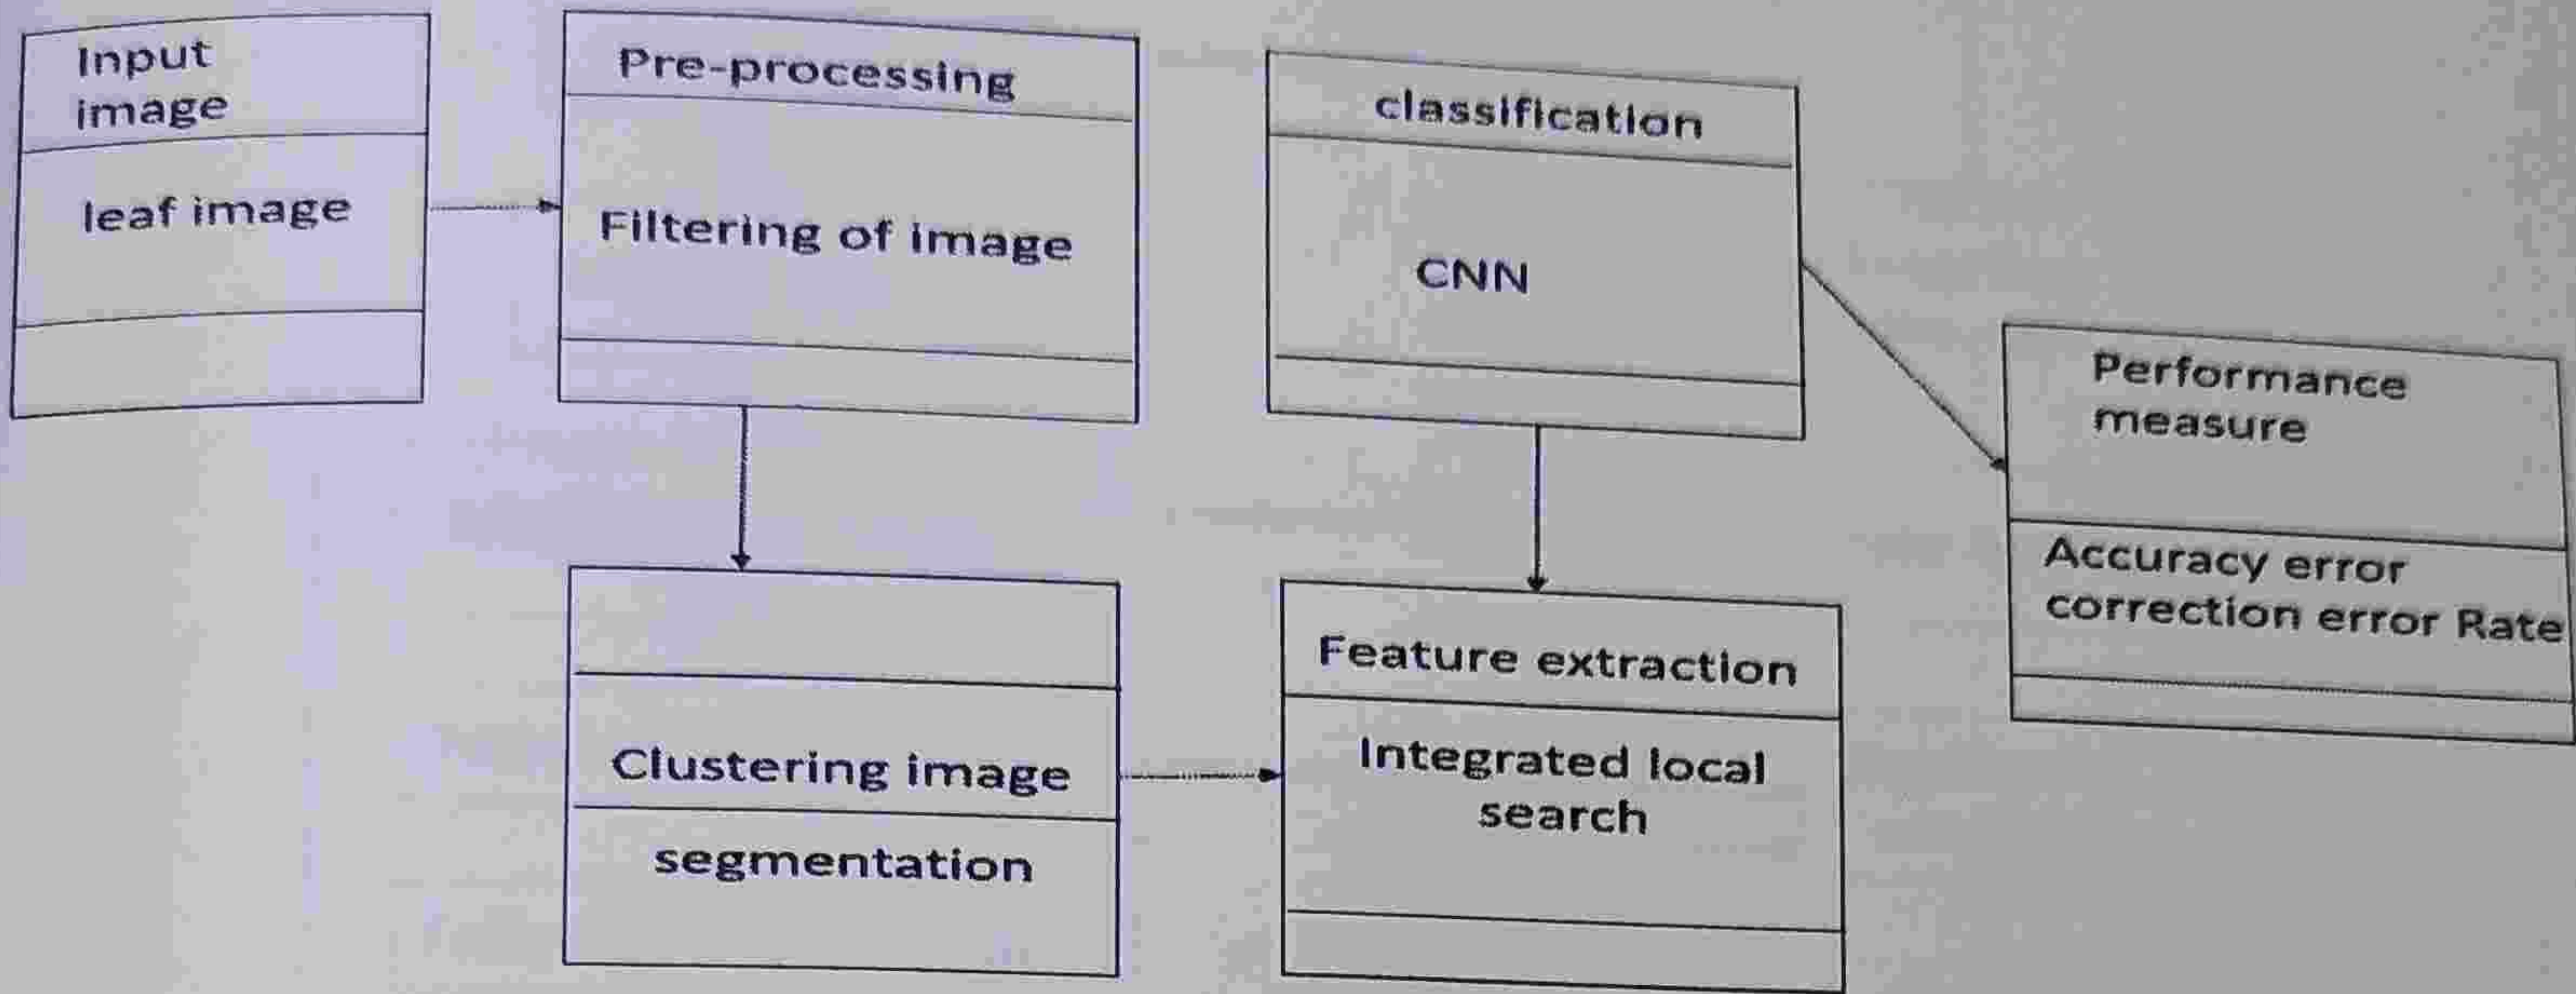 Input
image
leaf image
Pre-processing
Filtering of image
classification
CNN
Performance
measure
Accuracy error
correction error Rate
Clustering image
segmentation
Feature extraction
Integrated local
search